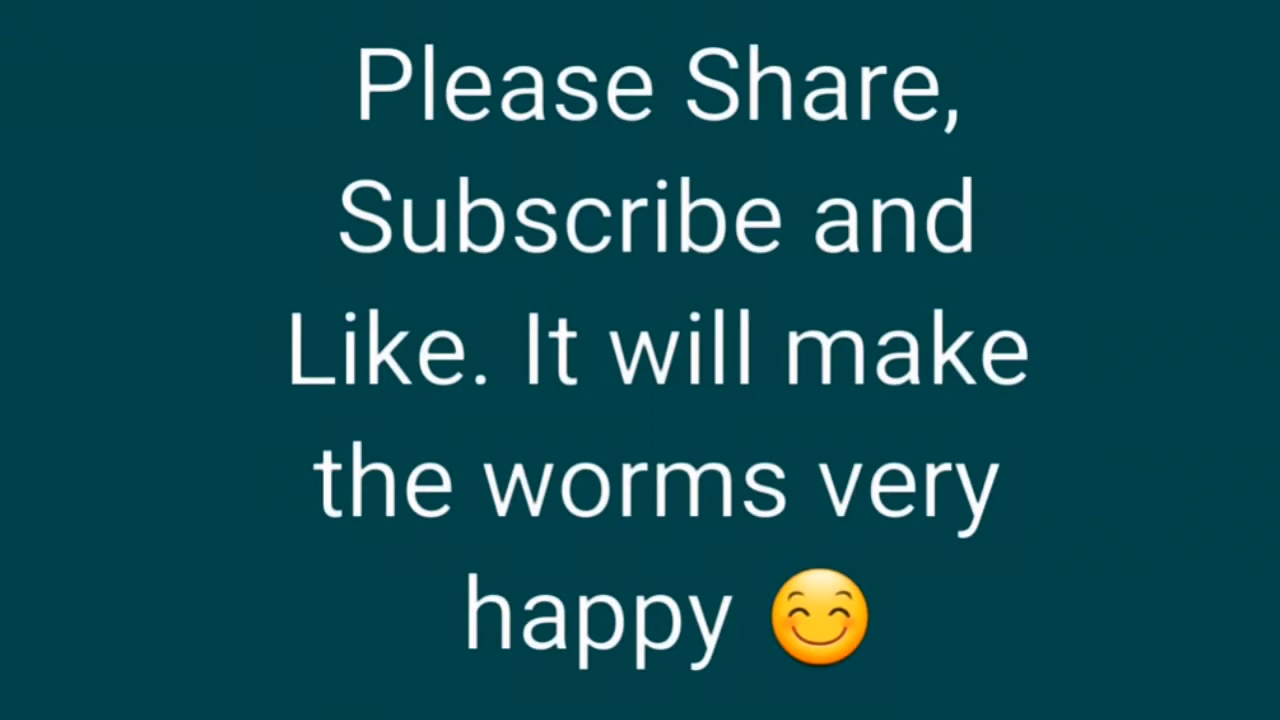 Please Share,
Subscribe and
Like. It will make
the worms very
happy 😊